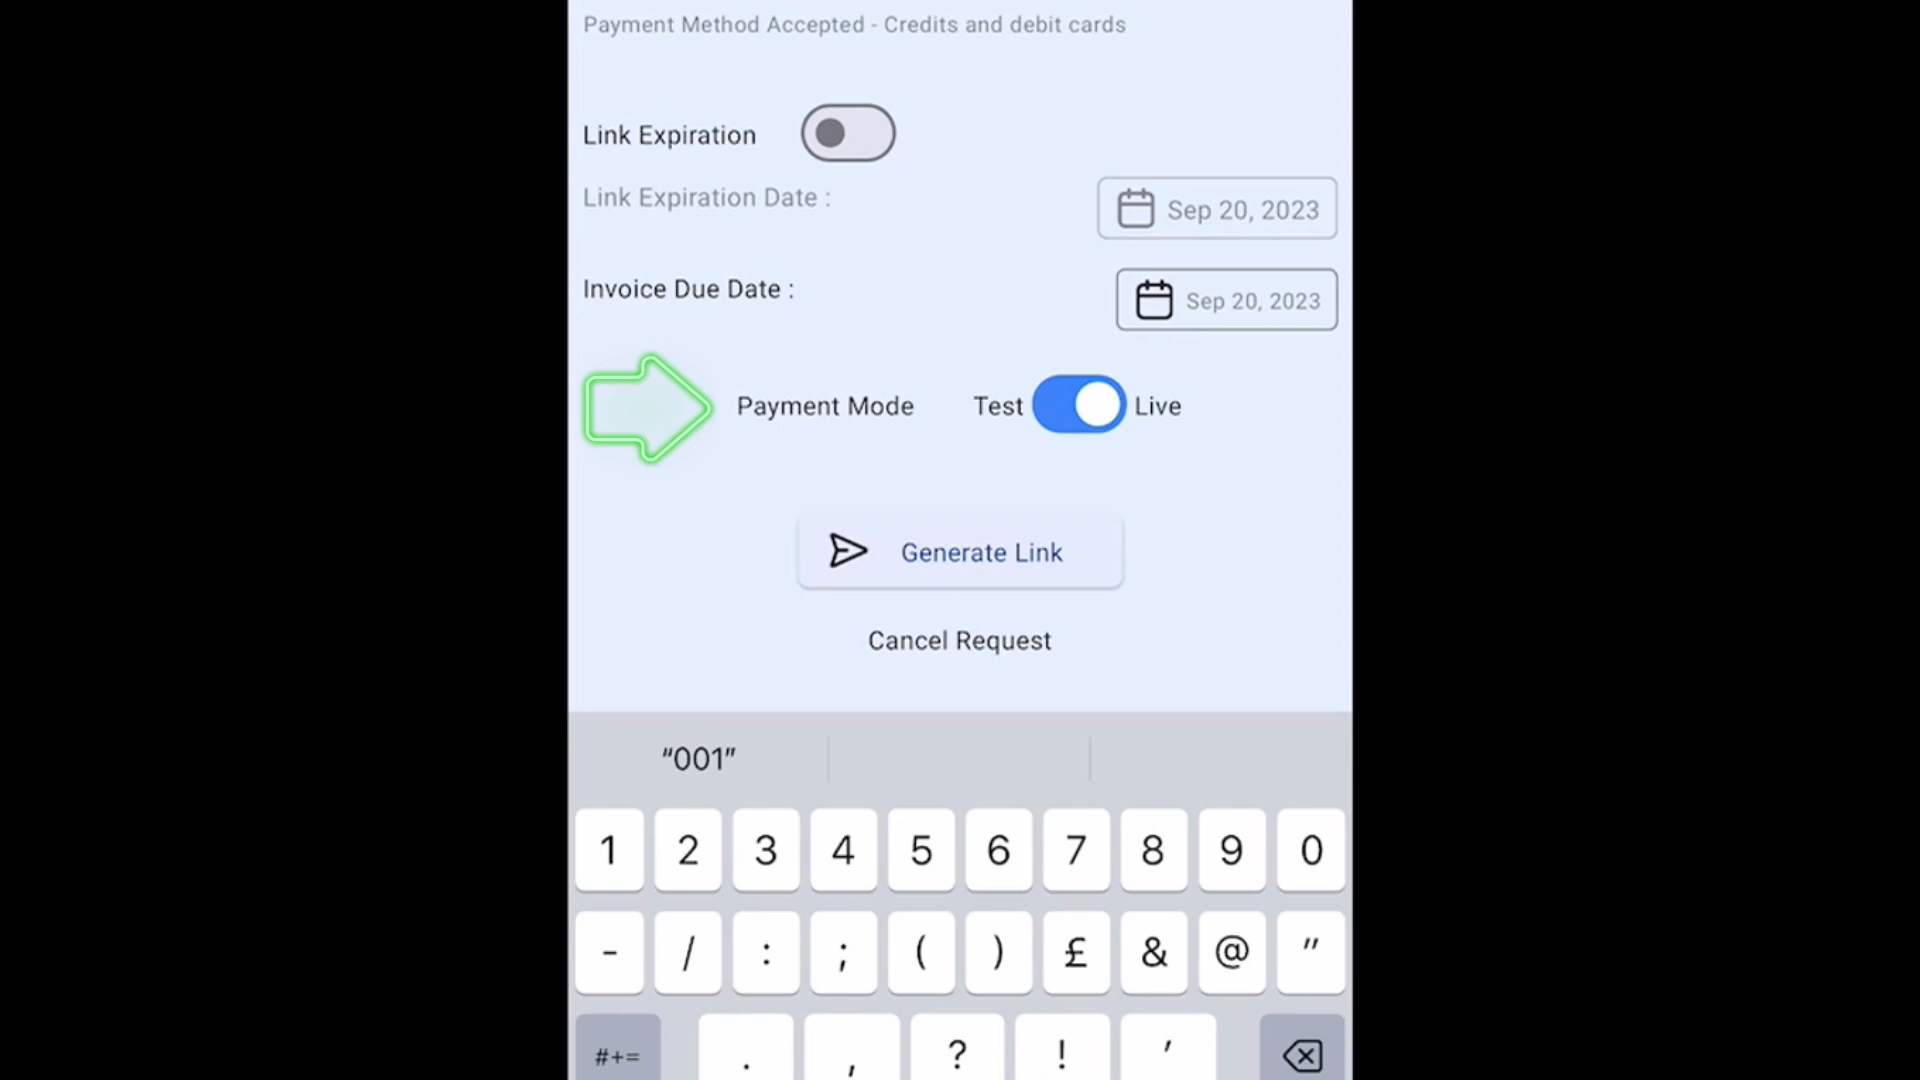 Payment Method Accepted - Credits and debit cards
Link Expiration
Link Expiration Date :
Sep 20, 2023
Invoice Due Date :
Sep 20, 2023
Payment Mode Test Live
Generate Link
Cancel Request
“001”
1 2 3 4 5 6 7 8 9 0
- / : ; ( ) £ & @ "
#+= . , ? ! '